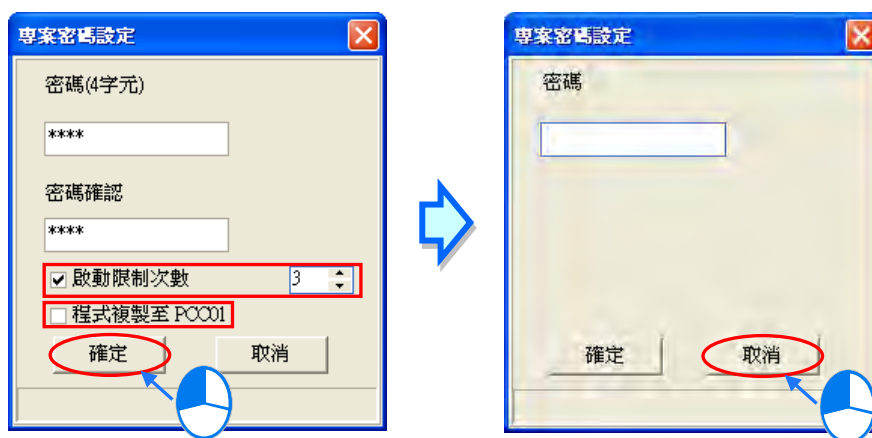 專案密碼設定
密碼(4字元)
****
密碼確認
****
啟動限制次數 3
程式複製至 PCC01
確定 取消
專案密碼設定
密碼
確定 取消